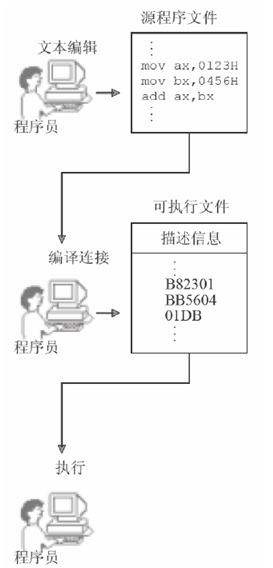 源程序文件
文本编辑
mov ax,0123H
mov bx,0456H
add ax,bx
程序员
可执行文件
编译连接
描述信息
B82301
BB5604
01DB
程序员
执行
程序员